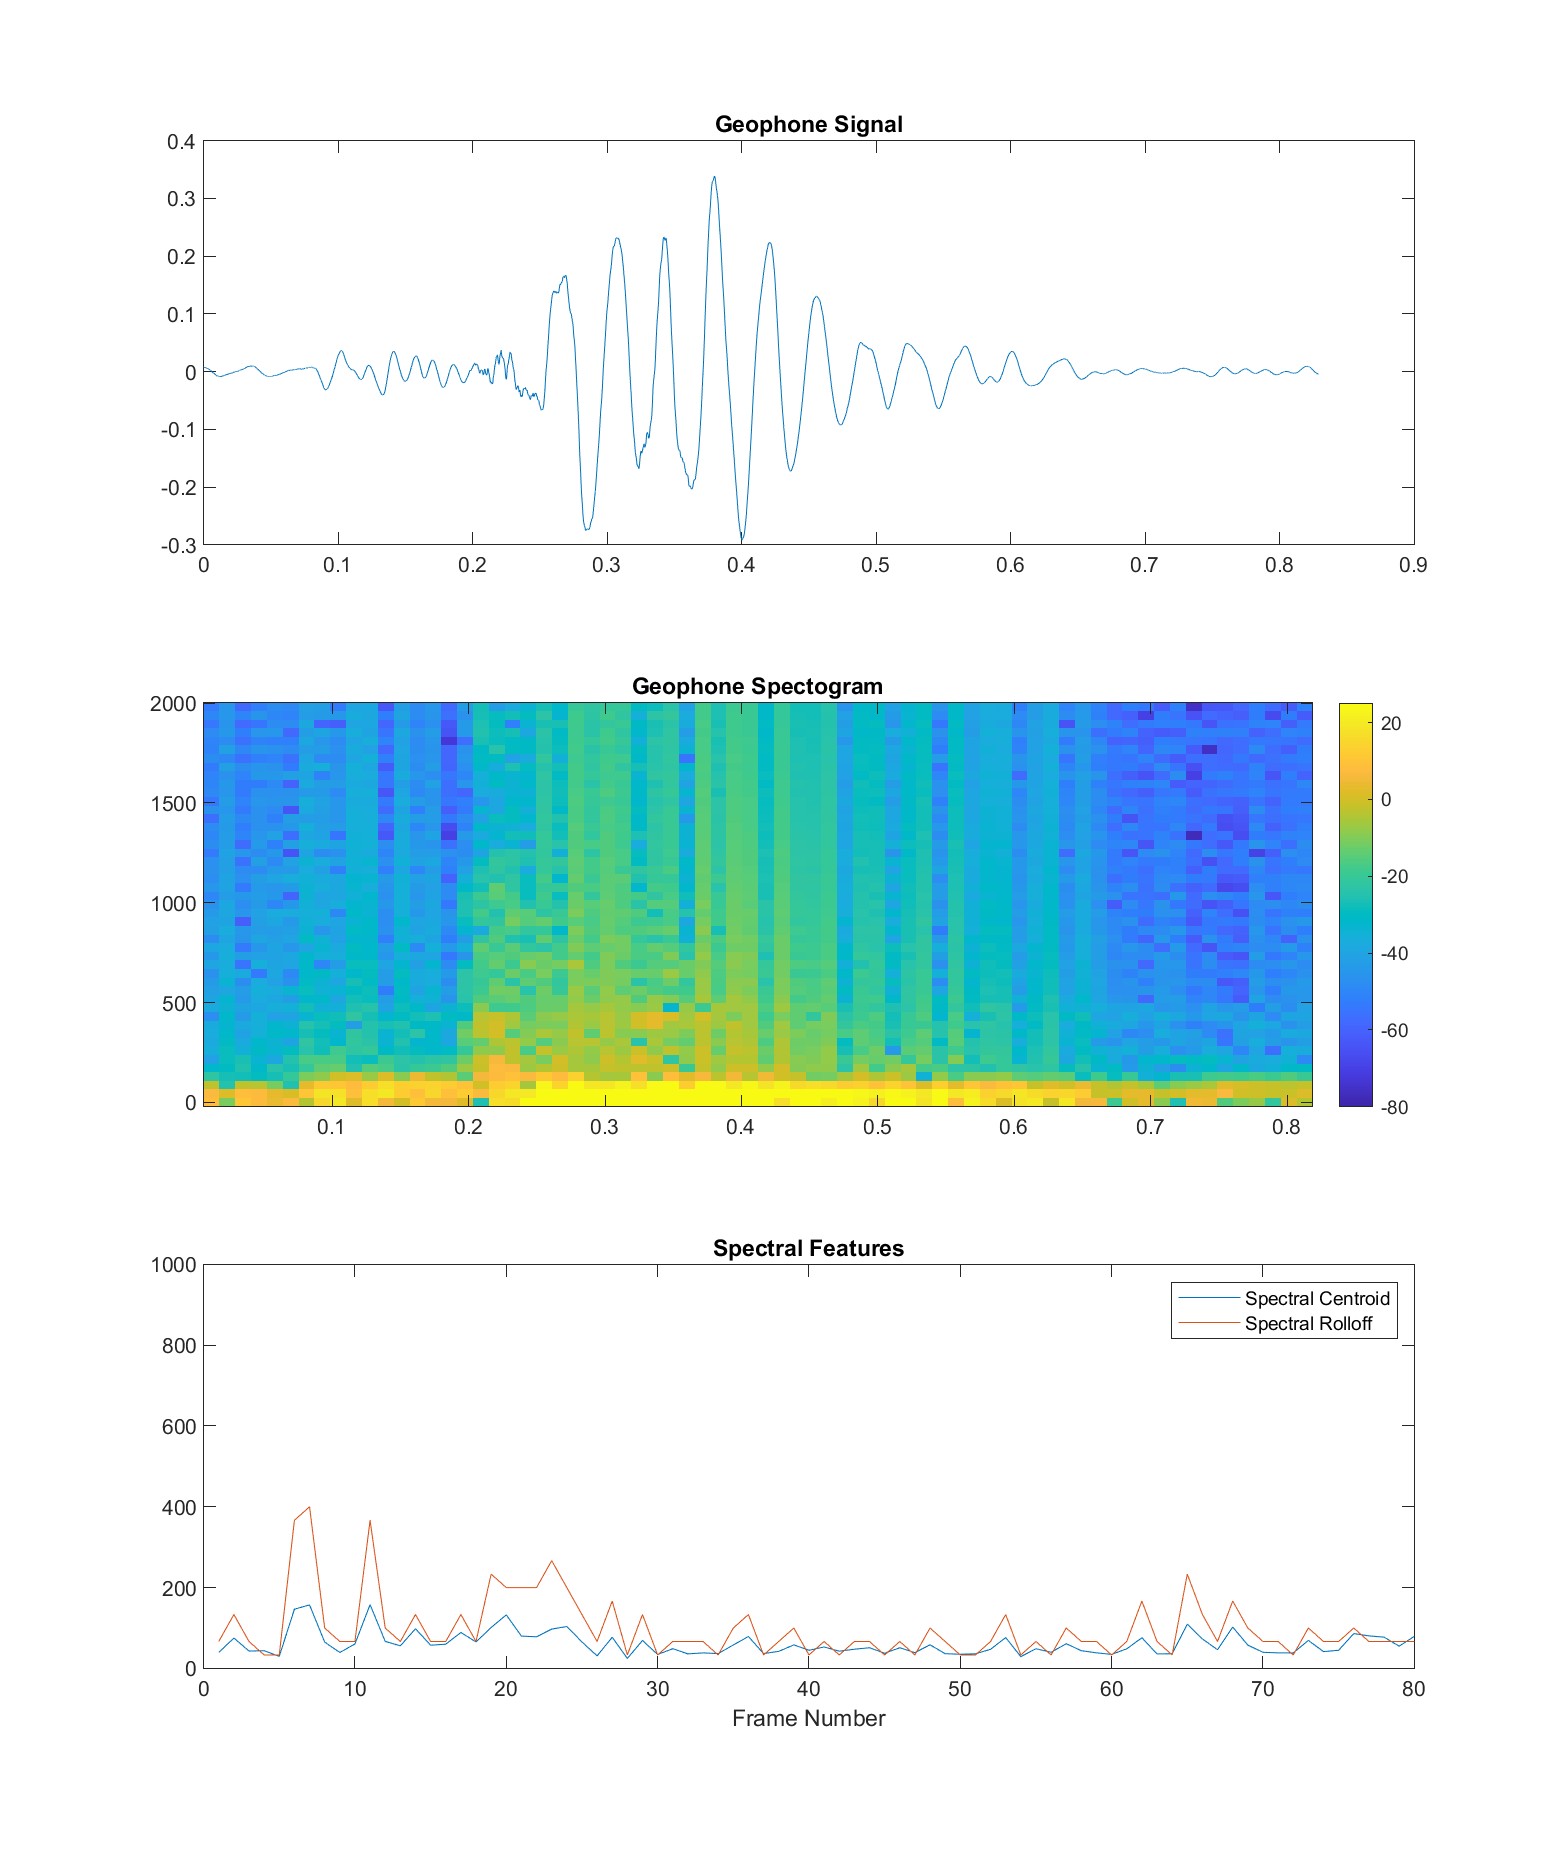 Geophone Signal
0.4
0.3
0.2
0.1
0
-0.1
-0.2
-0.3
0 0.1 0.2 0.3 0.4 0.5 0.6 0.7 0.8 0.9
Geophone Spectogram
2000
1500
1000
500
0
20
0
-20
-40
-60
-80
0.1 0.2 0.3 0.4 0.5 0.6 0.7 0.8
Spectral Features
1000
800
600
400
200
0
Spectral Centroid
Spectral Rolloff
0 10 20 30 40 50 60 70 80
Frame Number